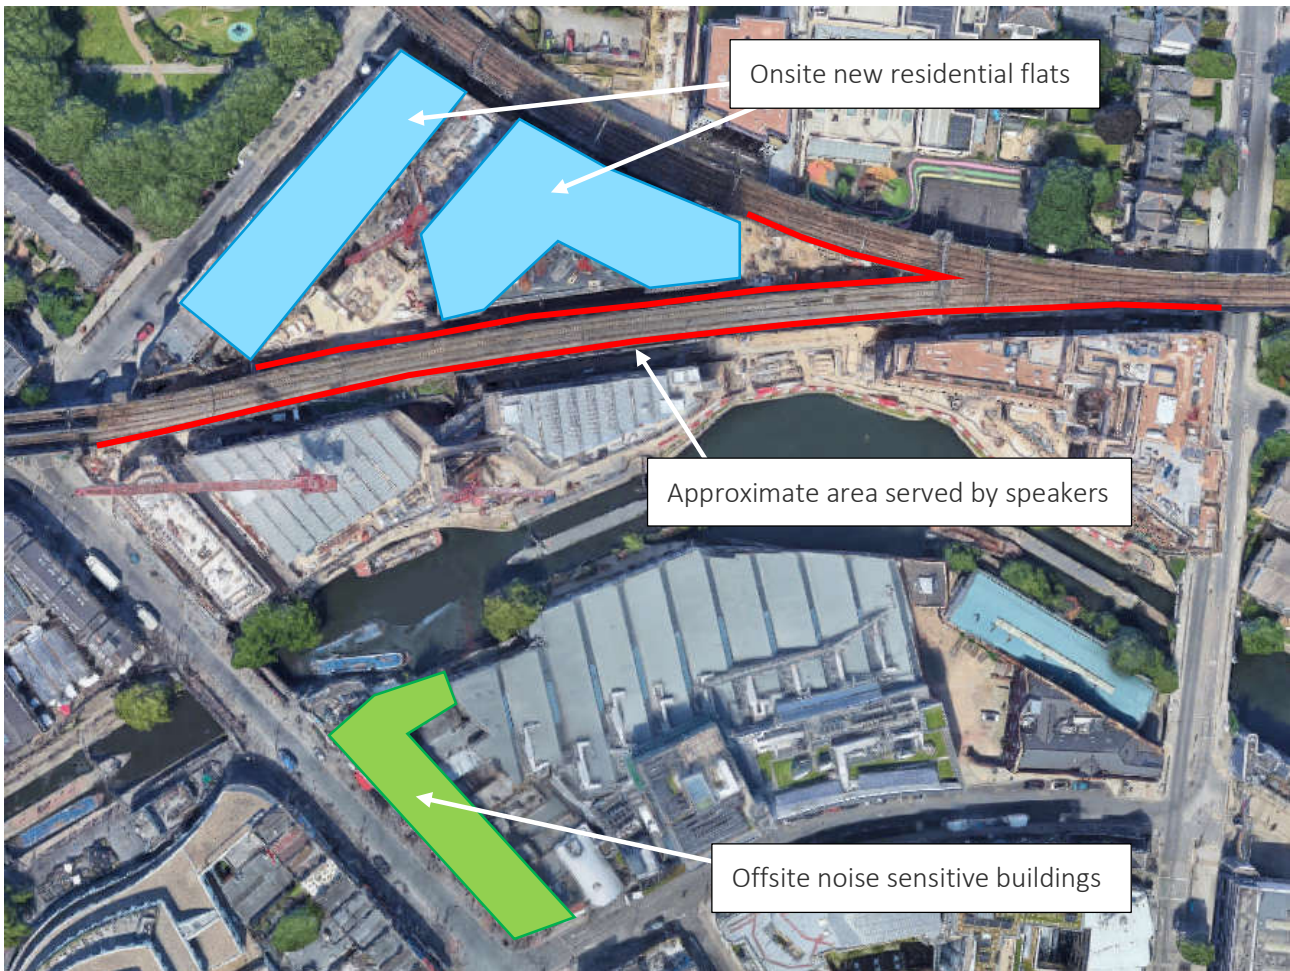 Onsite new residential flats
Approximate area served by speakers
Offsite noise sensitive buildings